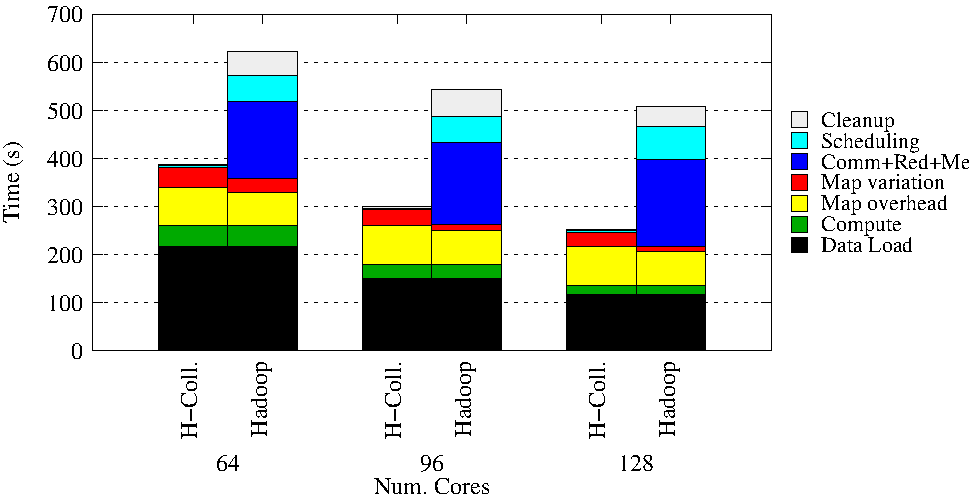 700
600
500
400
300
200
100
0
Time (s)
H-Coll.
Hadoop
H-Coll.
Hadoop
H-Coll.
Hadoop
64
96
128
Num. Cores
Cleanup
Scheduling
Comm+Red+Me
Map variation
Map overhead
Compute
Data Load